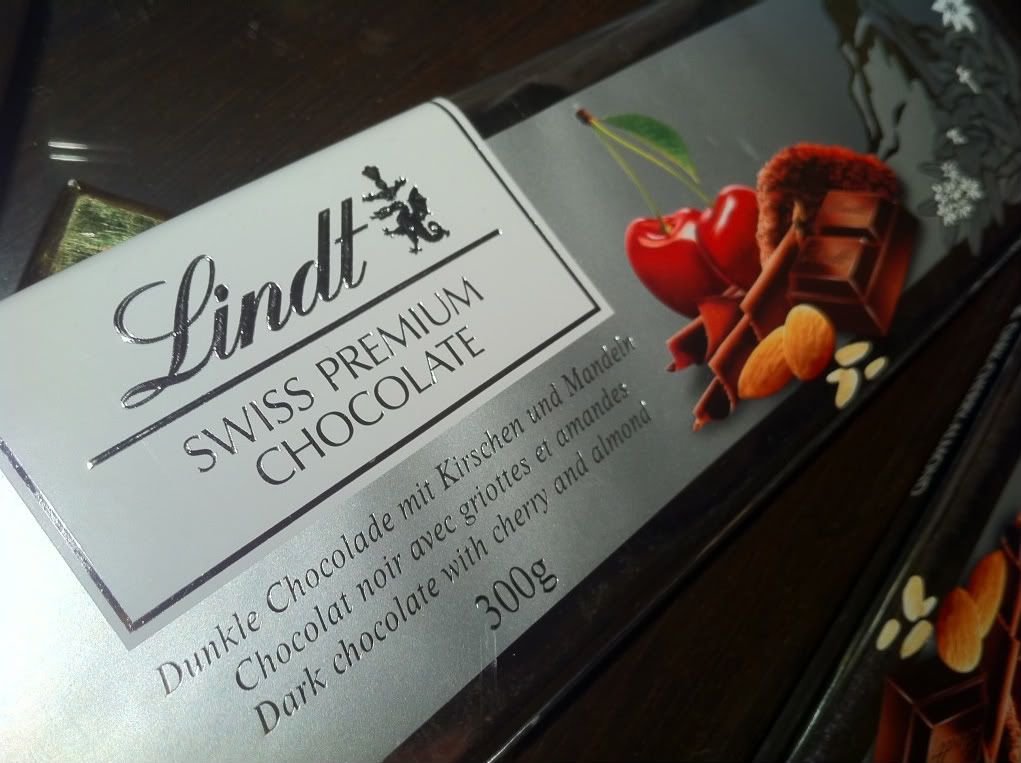 Lindt
SWISS PREMIUM
CHOCOLATE
Dunkle Chocolade mit Kirschen und Mandeln
Chocolat noir avec griottes et amandes
Dark chocolate with cherry and almond
300g